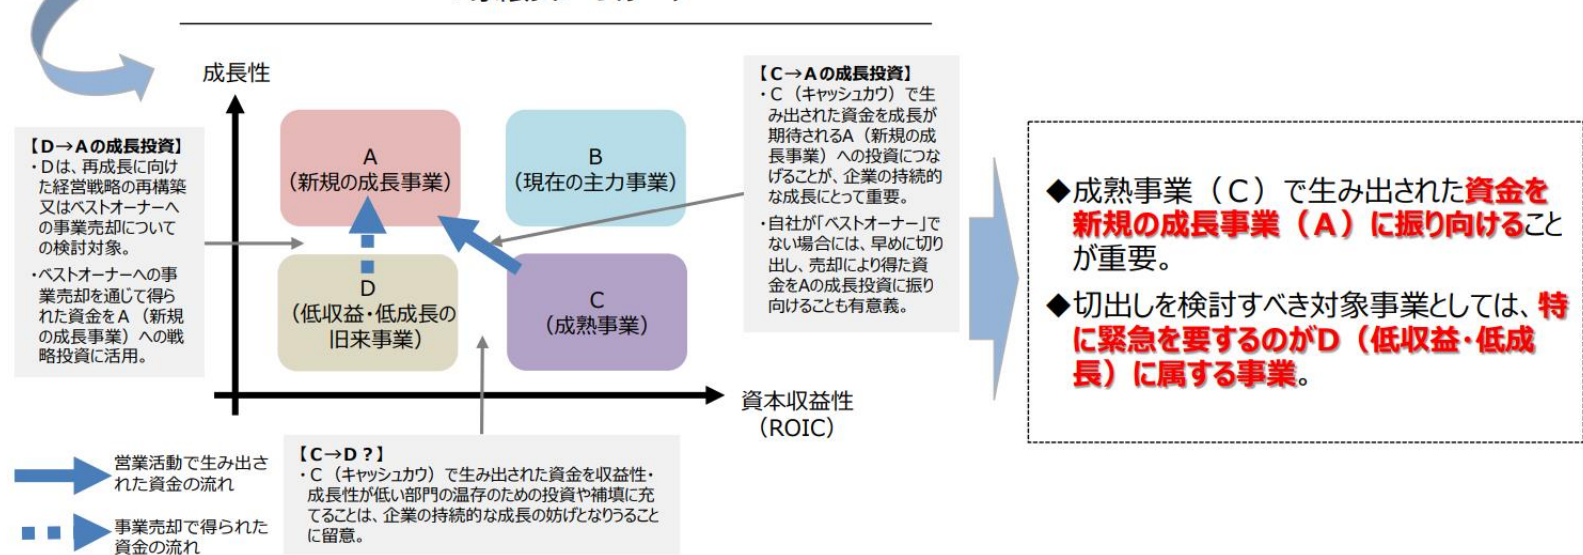 成長性
【D→Aの成長投資】
・Dは、再成長に向け
た経営戦略の再構築
又はベストオーナーへ
の事業売却について
の検討対象。
・ベストオーナーへの事
業売却を通じて得ら
れた資金をA（新規
の成長事業）への戦
略投資に活用。
A
（新規の成長事業）
B
（現在の主力事業）
D
（低収益・低成長の
旧来事業）
C
（成熟事業）
【C→Aの成長投資】
・C（キャッシュカウ）で生
み出された資金を成長が
期待されるA（新規の成
長事業）への投資につな
げることが、企業の持続的
な成長にとって重要。
・自社が「ベストオーナー」で
ない場合には、早めに切り
出し、売却により得た資
金をAの成長投資に振り
向けることも有意義。
資本収益性
（ROIC）
【C→D？】
・C（キャッシュカウ）で生み出された資金を収益性・
成長性が低い部門の温存のための投資や補填に充
てることは、企業の持続的な成長の妨げとなりうること
に留意。
営業活動で生み出さ
れた資金の流れ
事業売却で得られた
資金の流れ
◆成熟事業（C）で生み出された資金を
新規の成長事業（A）に振り向けること
が重要。
◆切出しを検討すべき対象事業としては、特
に緊急を要するのがD（低収益・低成
長）に属する事業。